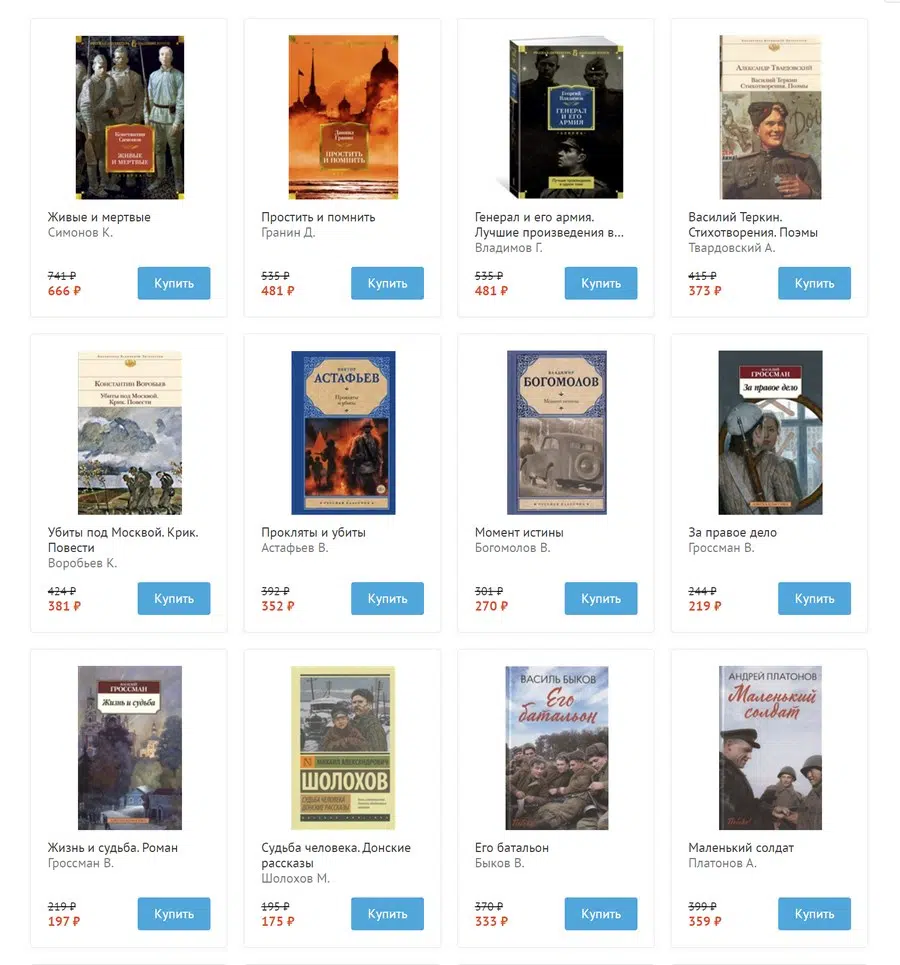 Константин
Симонов
ЖИВЫЕ
И МЕРТВЫЕ
Живые и мертвые
Симонов К.
741 ₽
666 ₽
Купить
Даниил
Гранин
ПРОСТИТЬ
И ПОМНИТЬ
Простить и помнить
Гранин Д.
535 ₽
481 ₽
Купить
Георгий
Владимов
ГЕНЕРАЛ
И ЕГО
АРМИЯ
Генерал и его армия.
Лучшие произведения в...
Владимов Г.
535 ₽
481 ₽
Купить
Александр Твардовский
Василий Теркин
Стихотворения. Поэмы
Василий Теркин.
Стихотворения. Поэмы
Твардовский А.
415 ₽
373 ₽
Купить
Константин Воробьев
Убиты под Москвой.
Крик. Повести
Убиты под Москвой. Крик.
Повести
Воробьев К.
424 ₽
381 ₽
Купить
ВИКТОР
АСТАФЬЕВ
Прокляты
и убиты
РУССКАЯ КЛАССИКА
Прокляты и убиты
Астафьев В.
392 ₽
352 ₽
Купить
ВЛАДИМИР
БОГОМОЛОВ
Момент истины
РУССКАЯ КЛАССИКА
Момент истины
Богомолов В.
301 ₽
270 ₽
Купить
ВАСИЛИЙ
ГРОССМАН
За правое дело
За правое дело
Гроссман В.
244 ₽
219 ₽
Купить
ВАСИЛИЙ
ГРОССМАН
Жизнь и судьба
Жизнь и судьба. Роман
Гроссман В.
219 ₽
197 ₽
Купить
МИХАИЛ АЛЕКСАНДРОВИЧ
ШОЛОХОВ
СУДЬБА ЧЕЛОВЕКА
ДОНСКИЕ РАССКАЗЫ
Судьба человека. Донские
рассказы
Шолохов М.
195 ₽
175 ₽
Купить
ВАСИЛЬ БЫКОВ
Его
батальон
Его батальон
Быков В.
370 ₽
333 ₽
Купить
АНДРЕЙ ПЛАТОНОВ
Маленький
солдат
Маленький солдат
Платонов А.
399 ₽
359 ₽
Купить